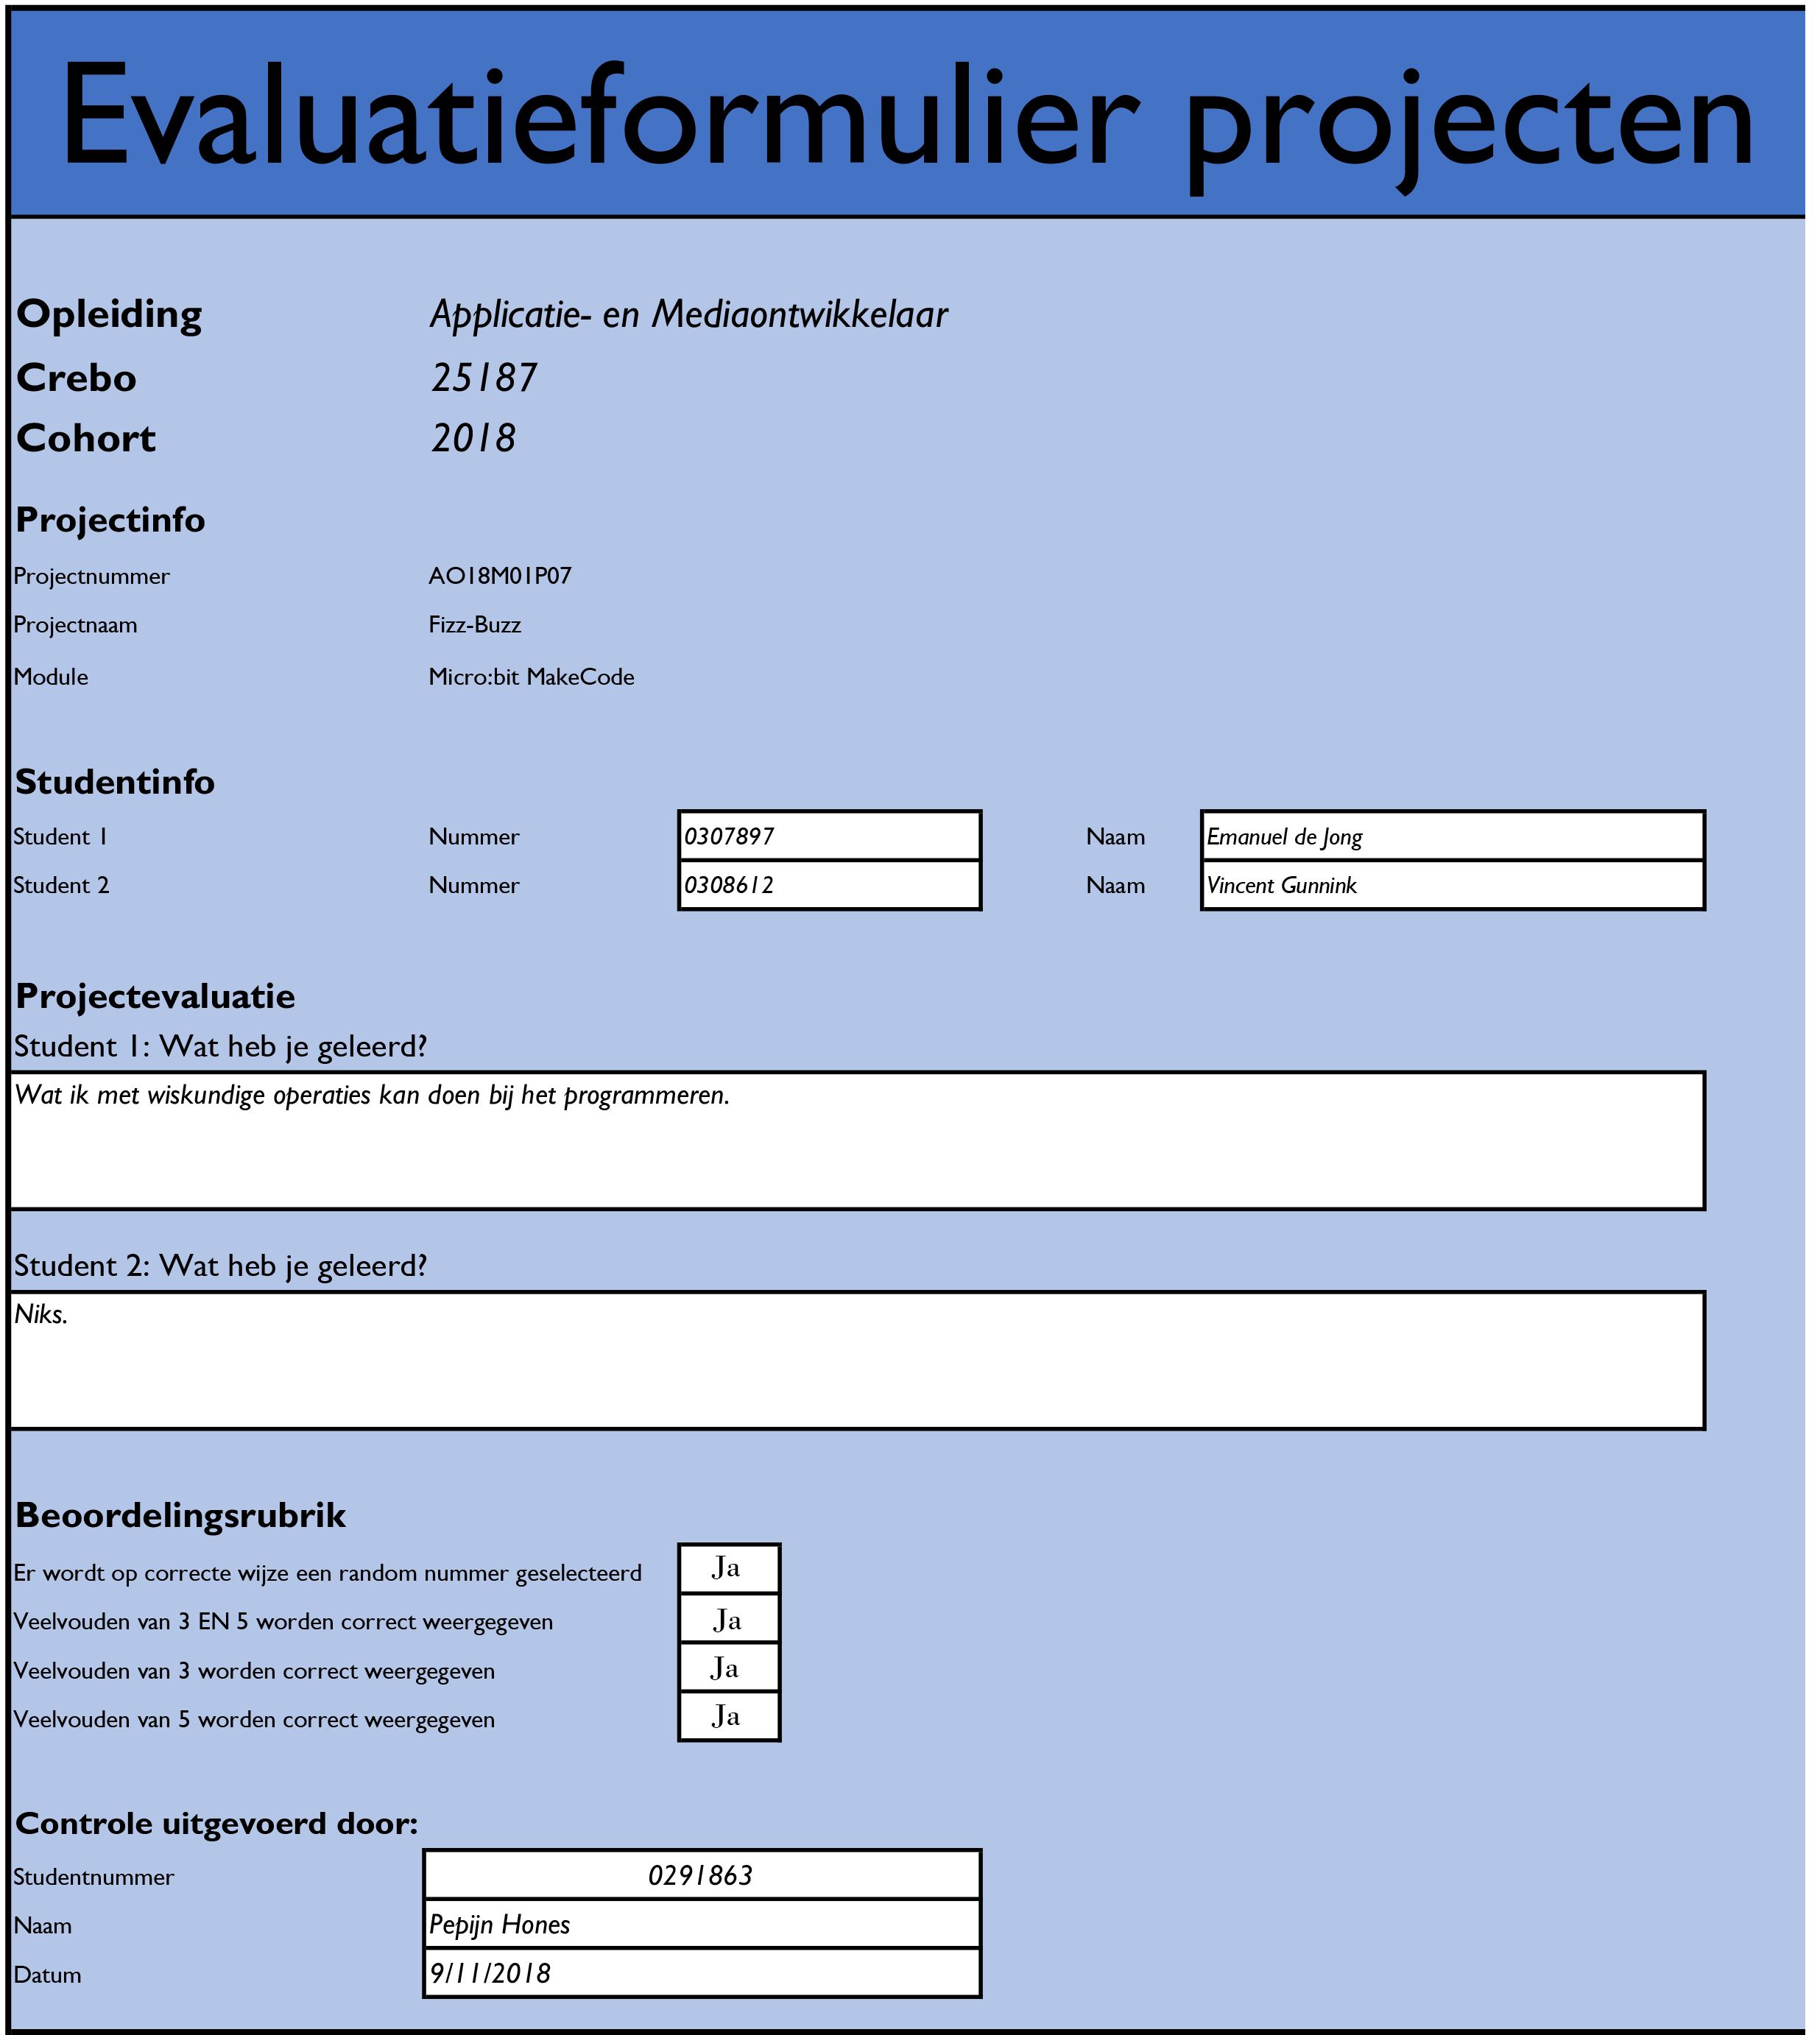 Evaluatieformulier projecten
Opleiding Applicatie- en Mediaontwikkelaar
Crebo 25187
Cohort 2018
Projectinfo
Projectnummer AO18M01P07
Projectnaam Fizz-Buzz
Module Micro:bit MakeCode
Studentinfo
Student 1 Nummer 0307897 Naam Emanuel de Jong
Student 2 Nummer 0308612 Naam Vincent Gunnink
Projectevaluatie
Student 1: Wat heb je geleerd?
Wat ik met wiskundige operaties kan doen bij het programmeren.
Student 2: Wat heb je geleerd?
Niks.
Beoordelingsrubrik
Er wordt op correcte wijze een random nummer geselecteerd Ja
Veelvouden van 3 EN 5 worden correct weergegeven Ja
Veelvouden van 3 worden correct weergegeven Ja
Veelvouden van 5 worden correct weergegeven Ja
Controle uitgevoerd door:
Studentnummer 0291863
Naam Pepijn Hones
Datum 9/11/2018